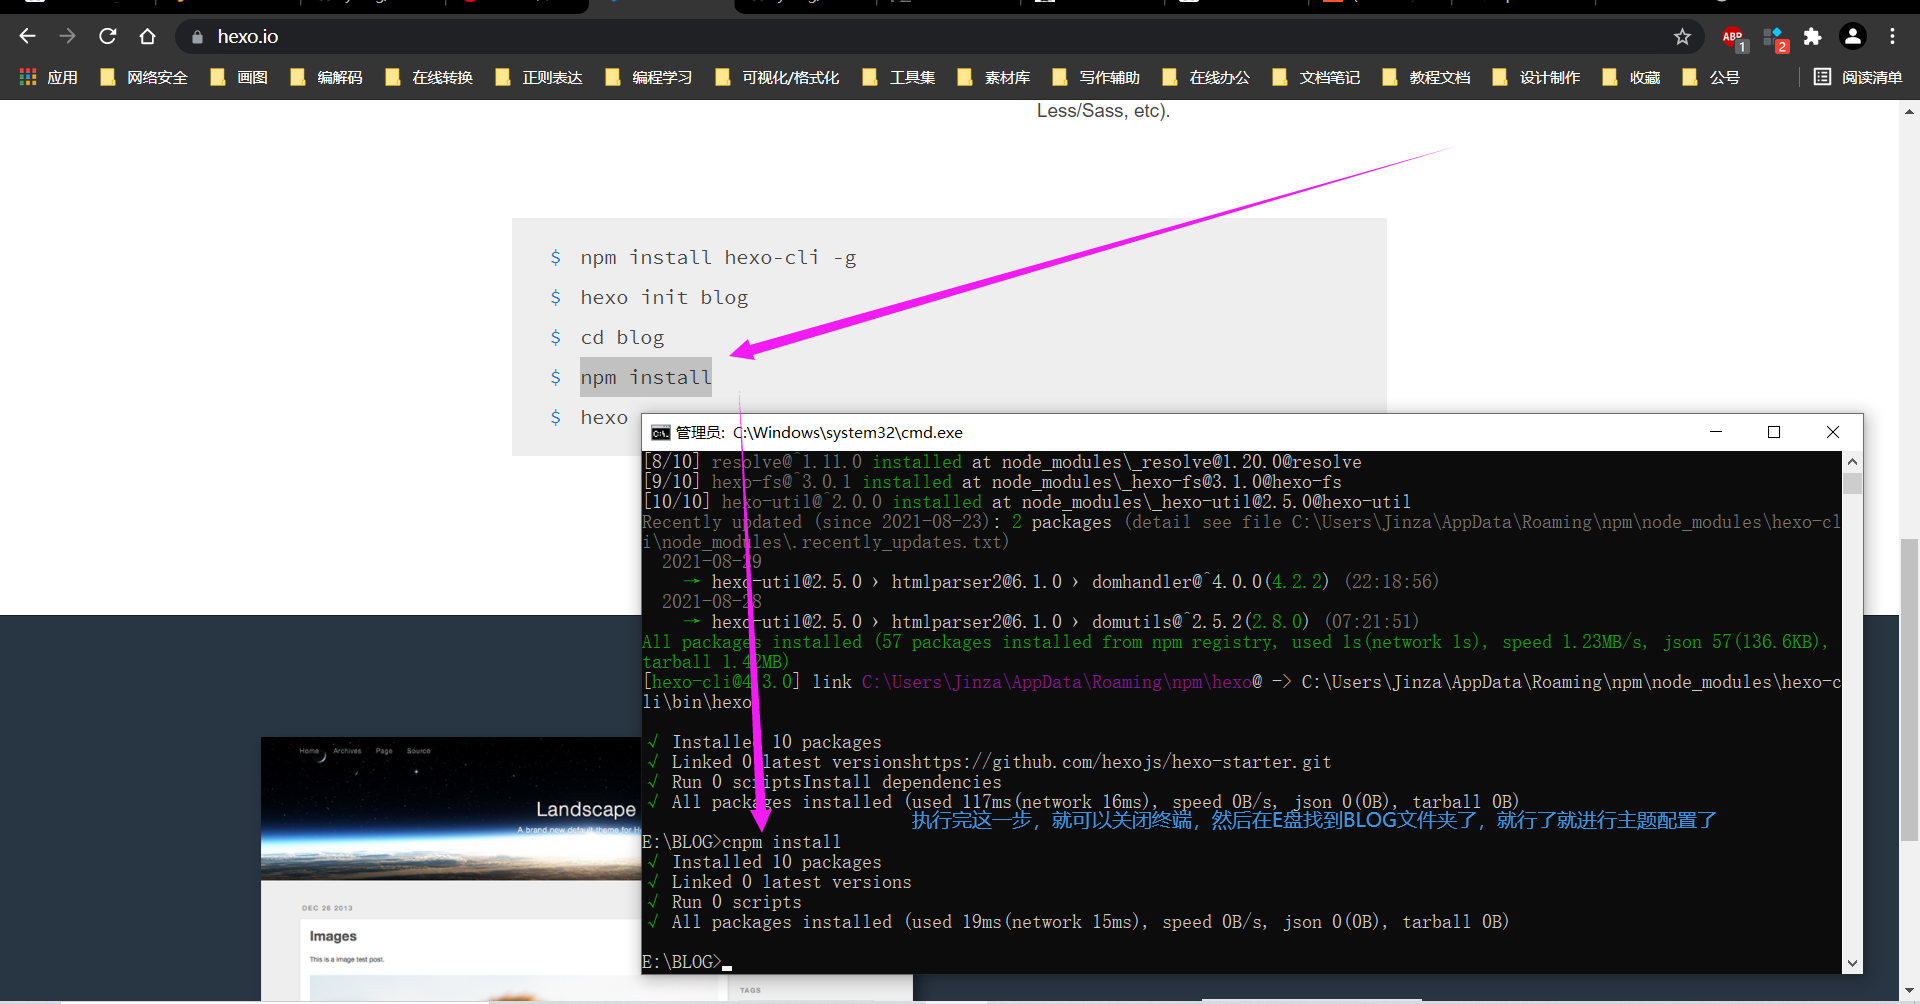 hexo.io
ABP 1 2
应用 网络安全 画图 编解码 在线转换 正则表达 编程学习 可视化/格式化 工具集 素材库 写作辅助 在线办公 文档笔记 教程文档 设计制作 收藏 公号 阅读清单
Less/Sass, etc).
$ npm install hexo-cli -g
$ hexo init blog
$ cd blog
$ npm install
$ hexo
管理员: C:\Windows\system32\cmd.exe
[8/10] resolve@^1.11.0 installed at node_modules\_resolve@1.20.0@resolve
[9/10] hexo-fs@^3.0.1 installed at node_modules\_hexo-fs@3.1.0@hexo-fs
[10/10] hexo-util@^2.0.0 installed at node_modules\_hexo-util@2.5.0@hexo-util
Recently updated (since 2021-08-23): 2 packages (detail see file C:\Users\Jinza\AppData\Roaming\npm\node_modules\hexo-cl
i\node_modules\.recently_updates.txt)
2021-08-29
→ hexo-util@2.5.0 › htmlparser2@6.1.0 › domhandler@^4.0.0(4.2.2) (22:18:56)
2021-08-28
→ hexo-util@2.5.0 › htmlparser2@6.1.0 › domutils@^2.5.2(2.8.0) (07:21:51)
All packages installed (57 packages installed from npm registry, used 1s(network 1s), speed 1.23MB/s, json 57(136.6KB),
tarball 1.42MB)
[hexo-cli@4.3.0] link C:\Users\Jinza\AppData\Roaming\npm\hexo@ -> C:\Users\Jinza\AppData\Roaming\npm\node_modules\hexo-c
li\bin\hexo
√ Installed 10 packages
√ Linked 0 latest versionshttps://github.com/hexojs/hexo-starter.git
√ Run 0 scriptsInstall dependencies
√ All packages installed (used 117ms(network 16ms), speed 0B/s, json 0(0B), tarball 0B)
执行完这一步，就可以关闭终端，然后在E盘找到BLOG文件夹了，就行了就进行主题配置了
E:\BLOG>cnpm install
√ Installed 10 packages
√ Linked 0 latest versions
√ Run 0 scripts
√ All packages installed (used 19ms(network 15ms), speed 0B/s, json 0(0B), tarball 0B)
E:\BLOG>
Home Archives Page Source
Landscape
A brand new default theme for H
DEC 26 2013
Images
This is a image test post.
TAGS